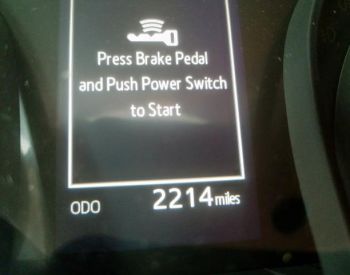 Press Brake Pedal
and Push Power Switch
to Start
ODO 2214 miles